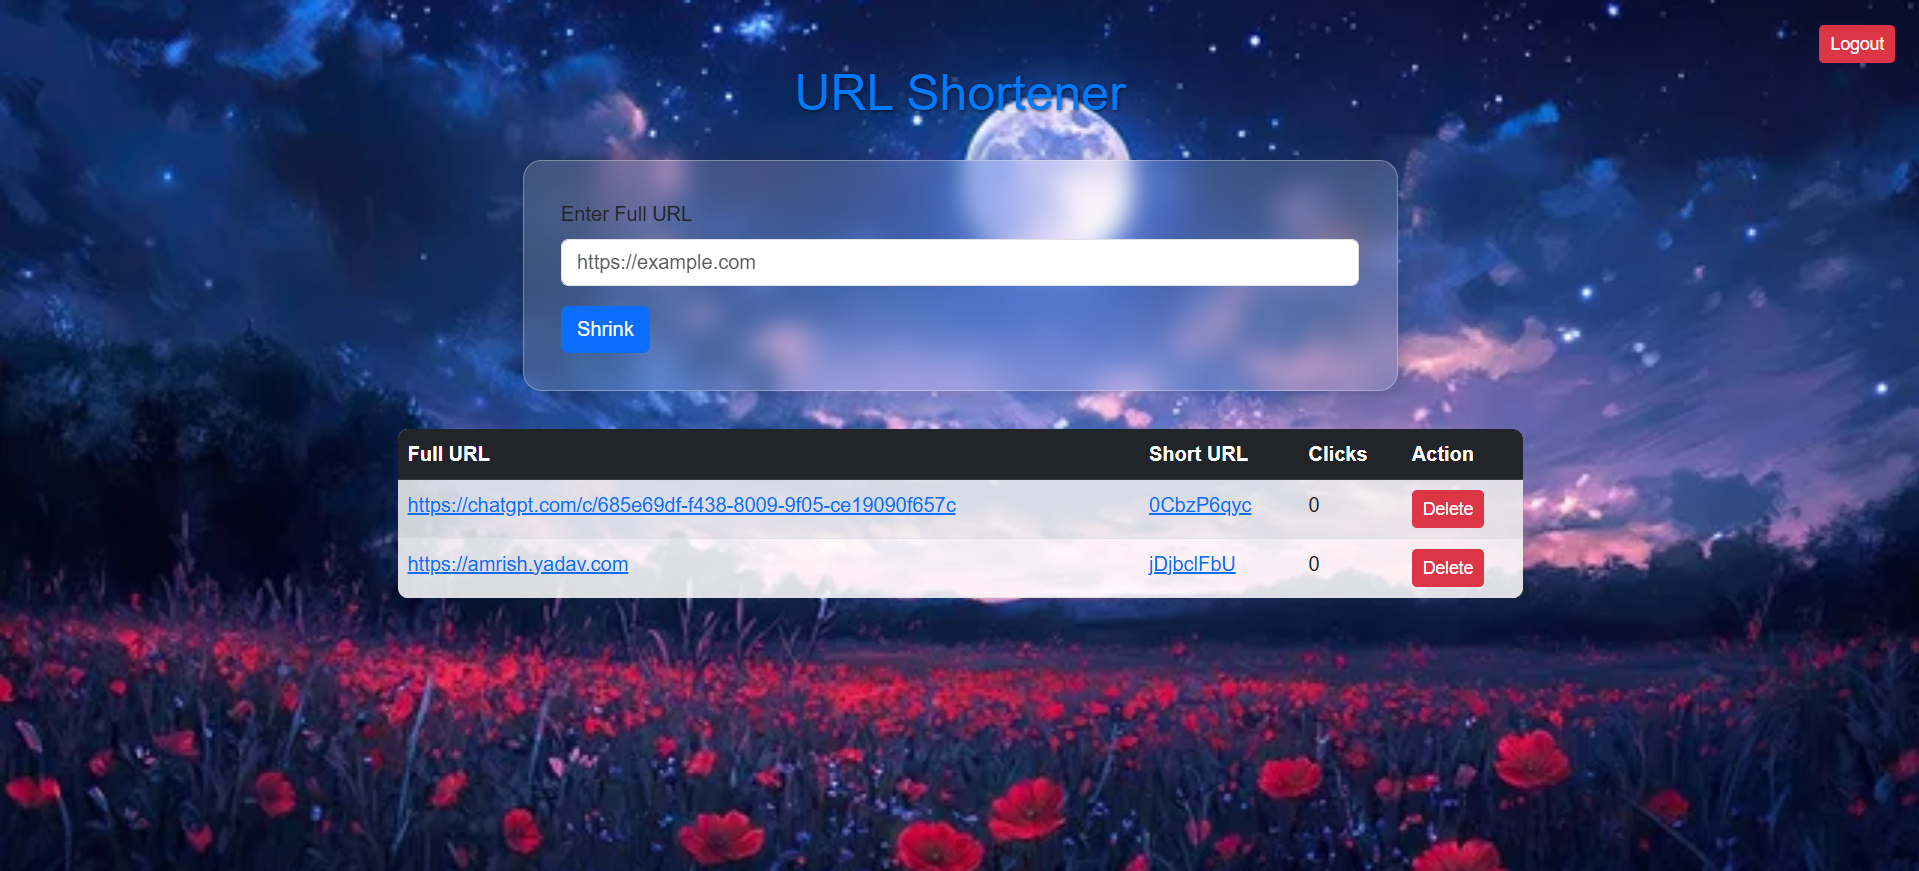 Logout
URL Shortener
Enter Full URL
https://example.com
Shrink
Full URL Short URL Clicks Action
https://chatgpt.com/c/685e69df-f438-8009-9f05-ce19090f657c 0CbzP6qyc 0 Delete
https://amrish.yadav.com jDjbclFbU 0 Delete